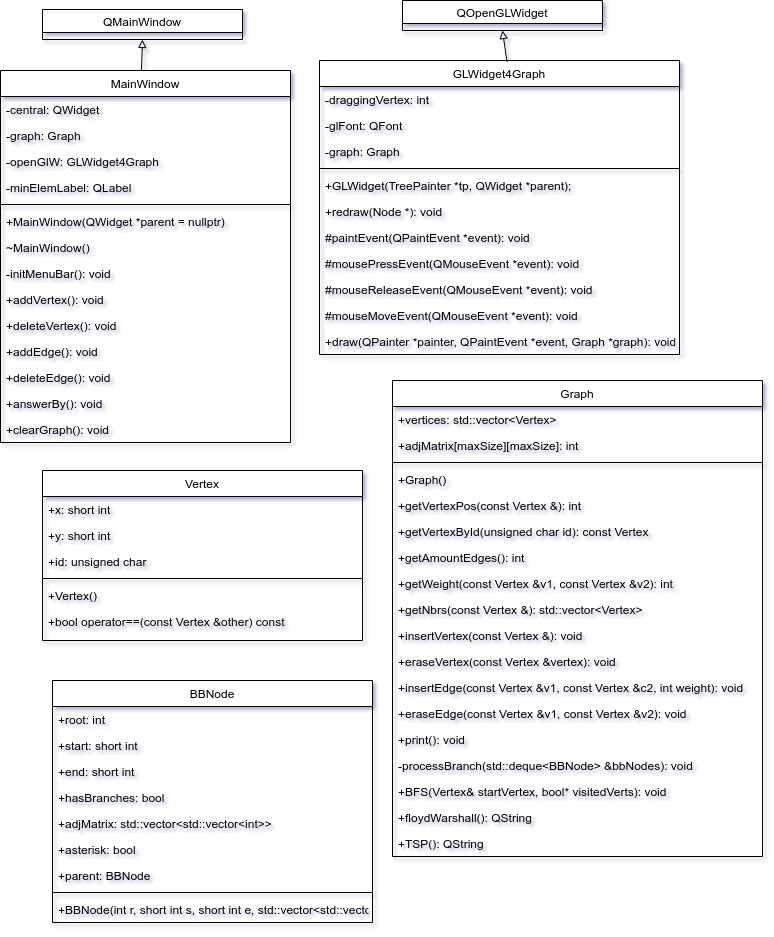 QMainWindow
MainWindow
-central: QWidget
-graph: Graph
-openGlW: GLWidget4Graph
-minElemLabel: QLabel
+MainWindow(QWidget *parent = nullptr)
~MainWindow()
-initMenuBar(): void
+addVertex(): void
+deleteVertex(): void
+addEdge(): void
+deleteEdge(): void
+answerBy(): void
+clearGraph(): void
QOpenGLWidget
GLWidget4Graph
-draggingVertex: int
-glFont: QFont
-graph: Graph
+GLWidget(TreePainter *tp, QWidget *parent);
+redraw(Node *): void
#paintEvent(QPaintEvent *event): void
#mousePressEvent(QMouseEvent *event): void
#mouseReleaseEvent(QMouseEvent *event): void
#mouseMoveEvent(QMouseEvent *event): void
+draw(QPainter *painter, QPaintEvent *event, Graph *graph): void
Vertex
+x: short int
+y: short int
+id: unsigned char
+Vertex()
+bool operator==(const Vertex &other) const
BBNode
+root: int
+start: short int
+end: short int
+hasBranches: bool
+adjMatrix: std::vector<std::vector<int>>
+asterisk: bool
+parent: BBNode
+BBNode(int r, short int s, short int e, std::vector<std::vectc
Graph
+vertices: std::vector<Vertex>
+adjMatrix[maxSize][maxSize]: int
+Graph()
+getVertexPos(const Vertex &): int
+getVertexById(unsigned char id): const Vertex
+getAmountEdges(): int
+getWeight(const Vertex &v1, const Vertex &v2): int
+getNbrs(const Vertex &): std::vector<Vertex>
+insertVertex(const Vertex &): void
+eraseVertex(const Vertex &vertex): void
+insertEdge(const Vertex &v1, const Vertex &c2, int weight): void
+eraseEdge(const Vertex &v1, const Vertex &v2): void
+print(): void
-processBranch(std::deque<BBNode> &bbNodes): void
+BFS(Vertex& startVertex, bool* visitedVerts): void
+floydWarshall(): QString
+TSP(): QString